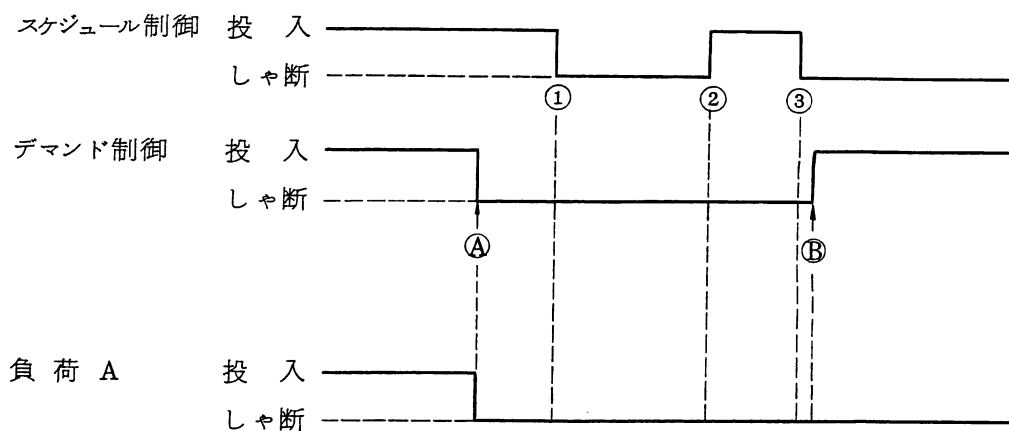 スケジュール制御 投入
しゃ断
① ② ③
デマンド制御 投入
しゃ断
Ⓐ Ⓑ
負荷 A 投入
しゃ断